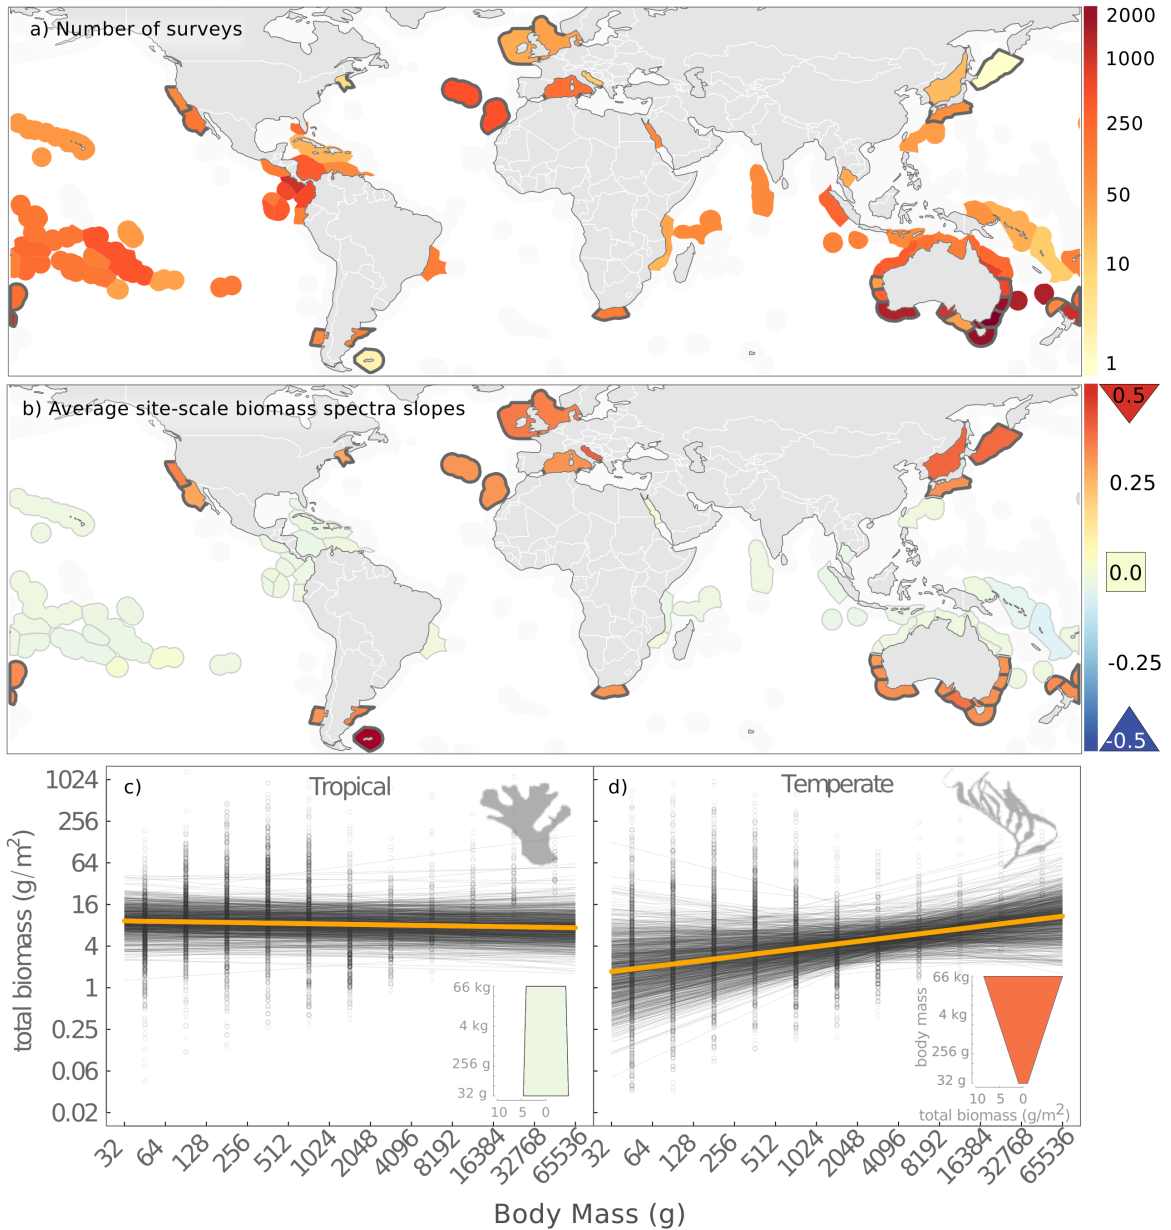 a) Number of surveys
2000
1000
250
50
10
1
b) Average site-scale biomass spectra slopes
0.5
0.25
0.0
-0.25
-0.5
total biomass (g/m²)
1024
256
64
16
4
1
0.25
0.06
0.02
c)
Tropical
66 kg
4 kg
256 g
32 g
10 5 0
d)
Temperate
body mass
66 kg
4 kg
256 g
32 g
10 5 0
total biomass (g/m²)
32 64 128 256 512 1024 2048 4096 8192 16384 32768 65536
32 64 128 256 512 1024 2048 4096 8192 16384 32768 65536
Body Mass (g)